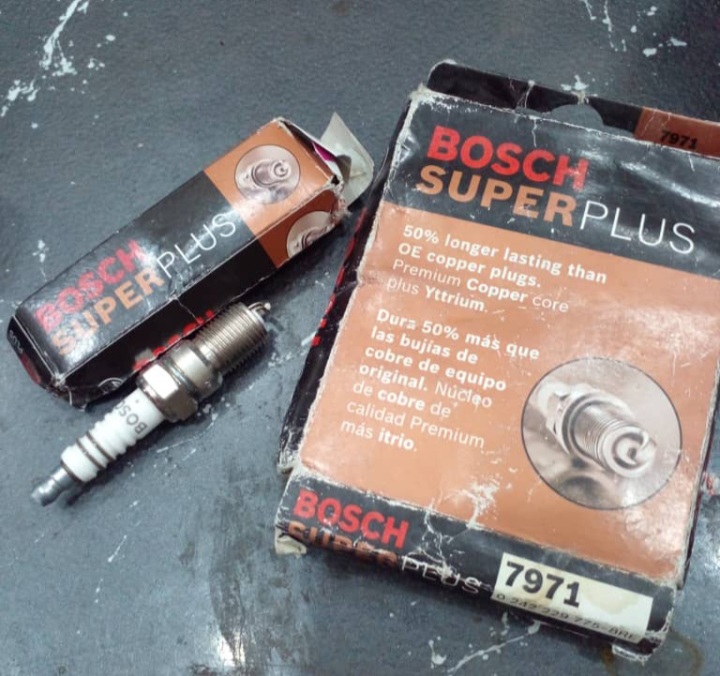 BOSCH
SUPERPLUS
BOSCH
7971
BOSCH
SUPERPLUS
50% longer lasting than
OE copper plugs.
Premium Copper core
plus Yttrium.
Dura 50% más que
las bujías de
cobre de equipo
original. Núcleo
de cobre de
calidad Premium
más itrio.
BOSCH
SUPERPLUS
7971